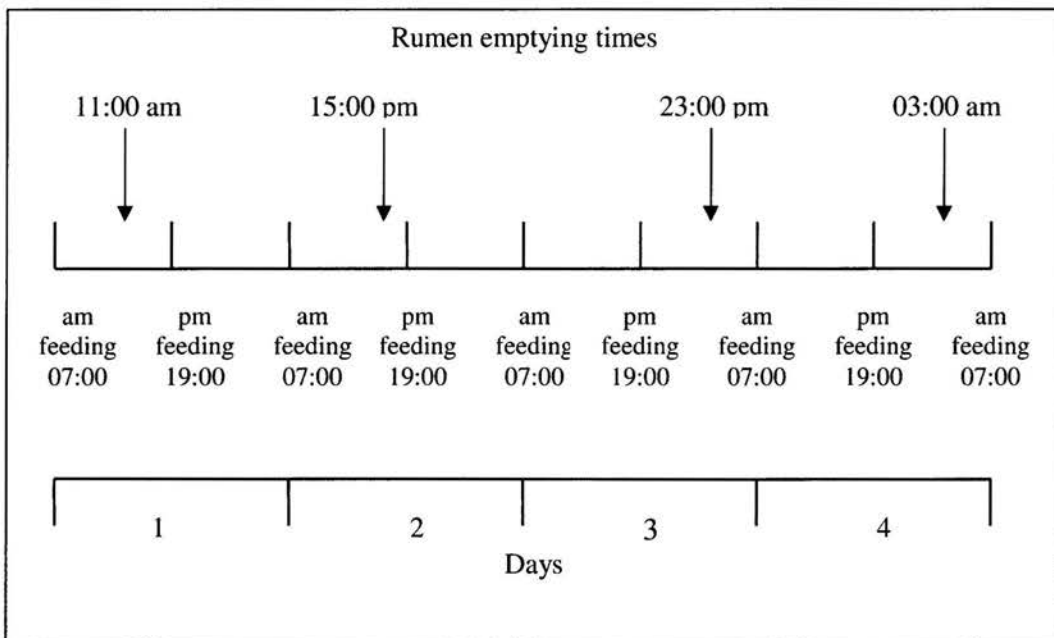 Rumen emptying times
11:00 am 15:00 pm 23:00 pm 03:00 am
am pm am pm am pm am pm am
feeding feeding feeding feeding feeding feeding feeding feeding feeding
07:00 19:00 07:00 19:00 07:00 19:00 07:00 19:00 07:00
1 2 3 4
Days